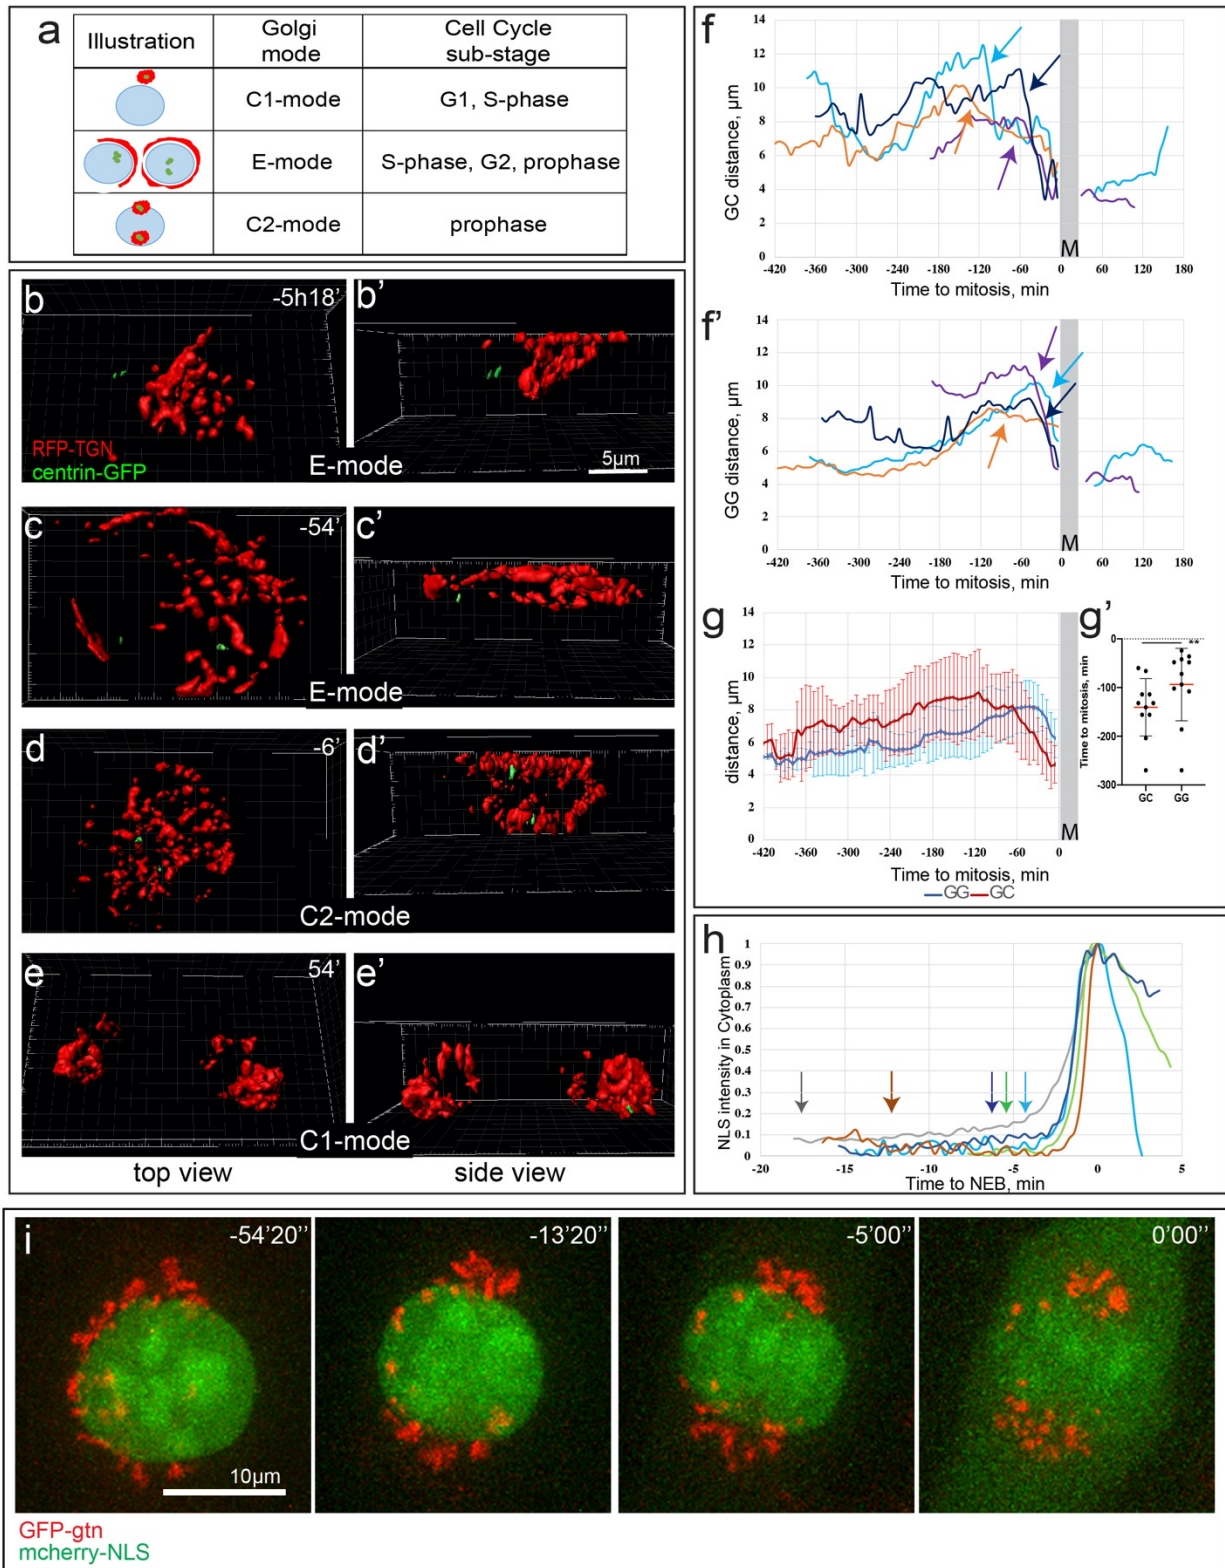 a
Illustration
Golgi
mode
Cell Cycle
sub-stage
C1-mode
G1, S-phase
E-mode
S-phase, G2, prophase
C2-mode
prophase
b
-5h18’
b’
RFP-TGN
centrin-GFP
E-mode
5µm
c
-54’
c’
E-mode
d
-6’
d’
C2-mode
e
54’
e’
C1-mode
top view
side view
f
GC distance, µm
14
12
10
8
6
4
2
0
M
-420 -360 -300 -240 -180 -120 -60 0 60 120 180
Time to mitosis, min
f’
GG distance, µm
14
12
10
8
6
4
2
0
M
-420 -360 -300 -240 -180 -120 -60 0 60 120 180
Time to mitosis, min
g
distance, µm
14
12
10
8
6
4
2
0
M
-420 -360 -300 -240 -180 -120 -60 0
Time to mitosis, min
GG GC
g’
Time to mitosis, min
0
-100
-200
-300
**
GC GG
h
NLS intensity in Cytoplasm
1
0.9
0.8
0.7
0.6
0.5
0.4
0.3
0.2
0.1
0
-20 -15 -10 -5 0 5
Time to NEB, min
i
-54’20’’
-13’20’’
-5’00’’
0’00’’
10µm
GFP-gtn
mcherry-NLS